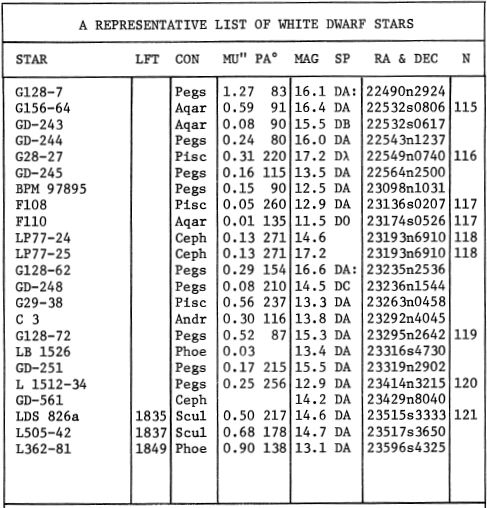 A REPRESENTATIVE LIST OF WHITE DWARF STARS
STAR LFT CON MU" PA° MAG SP RA & DEC N
G128-7 Pegs 1.27 83 16.1 DA: 22490n2924
G156-64 Aqar 0.59 91 16.4 DA 22532s0806 115
GD-243 Aqar 0.08 90 15.5 DB 22532s0617
GD-244 Pegs 0.24 80 16.0 DA 22543n1237
G28-27 Pisc 0.31 220 17.2 Dλ 22549n0740 116
GD-245 Pegs 0.16 115 13.5 DA 22564n2500
BPM 97895 Pegs 0.15 90 12.5 DA 23098n1031
F108 Pisc 0.05 260 12.9 DA 23136s0207 117
F110 Aqar 0.01 135 11.5 DO 23174s0526 117
LP77-24 Ceph 0.13 271 14.6 23193n6910 118
LP77-25 Ceph 0.13 271 17.2 23193n6910 118
G128-62 Pegs 0.29 154 16.6 DA: 23235n2536
GD-248 Pegs 0.08 210 14.5 DC 23236n1544
G29-38 Pisc 0.56 237 13.3 DA 23263n0458
C 3 Andr 0.30 116 13.8 DA 23292n4045
G128-72 Pegs 0.52 87 15.3 DA 23295n2642 119
LB 1526 Phoe 0.03 13.4 DA 23316s4730
GD-251 Pegs 0.17 215 15.5 DA 23319n2902
L 1512-34 Pegs 0.25 256 12.9 DA 23414n3215 120
GD-561 Ceph 14.2 DA 23429n8040
LDS 826a 1835 Scul 0.50 217 14.6 DA 23515s3333 121
L505-42 1837 Scul 0.68 178 14.7 DA 23517s3650
L362-81 1849 Phoe 0.90 138 13.1 DA 23596s4325